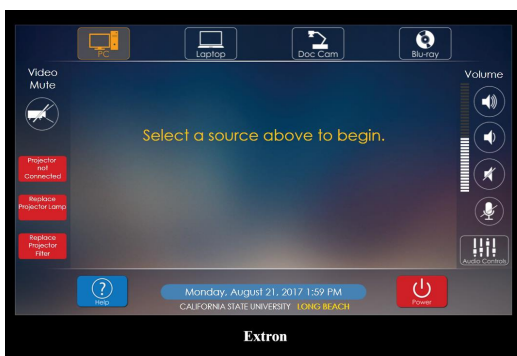 PC
Laptop
Doc Cam
Blu-ray
Video
Mute
Volume
Select a source above to begin.
Projector
not
Connected
Replace
Projector Lamp
Replace
Projector
Filter
Audio Controls
?
Help
Monday, August 21, 2017 1:59 PM
CALIFORNIA STATE UNIVERSITY LONG BEACH
Power
Extron